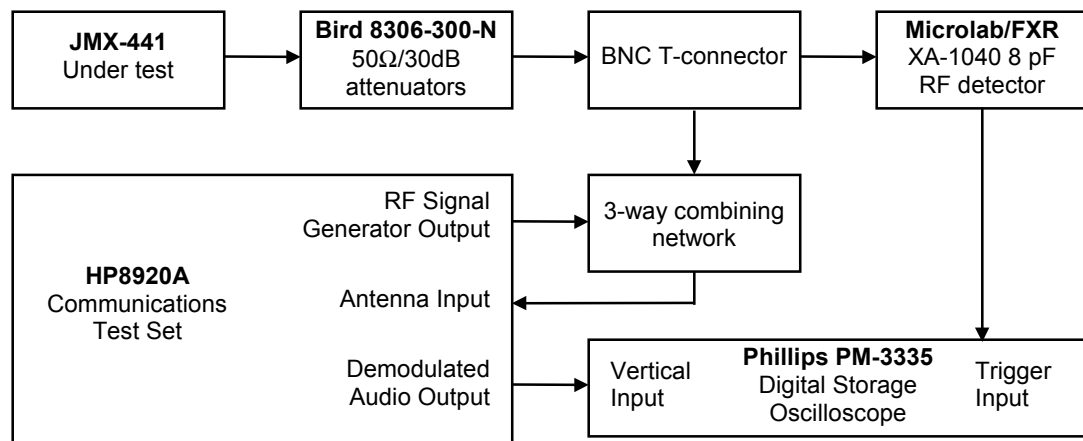 JMX-441
Under test
Bird 8306-300-N
50Ω/30dB
attenuators
BNC T-connector
Microlab/FXR
XA-1040 8 pF
RF detector
RF Signal
Generator Output
3-way combining
network
HP8920A
Communications
Test Set
Antenna Input
Demodulated
Audio Output
Vertical
Input
Phillips PM-3335
Digital Storage
Oscilloscope
Trigger
Input